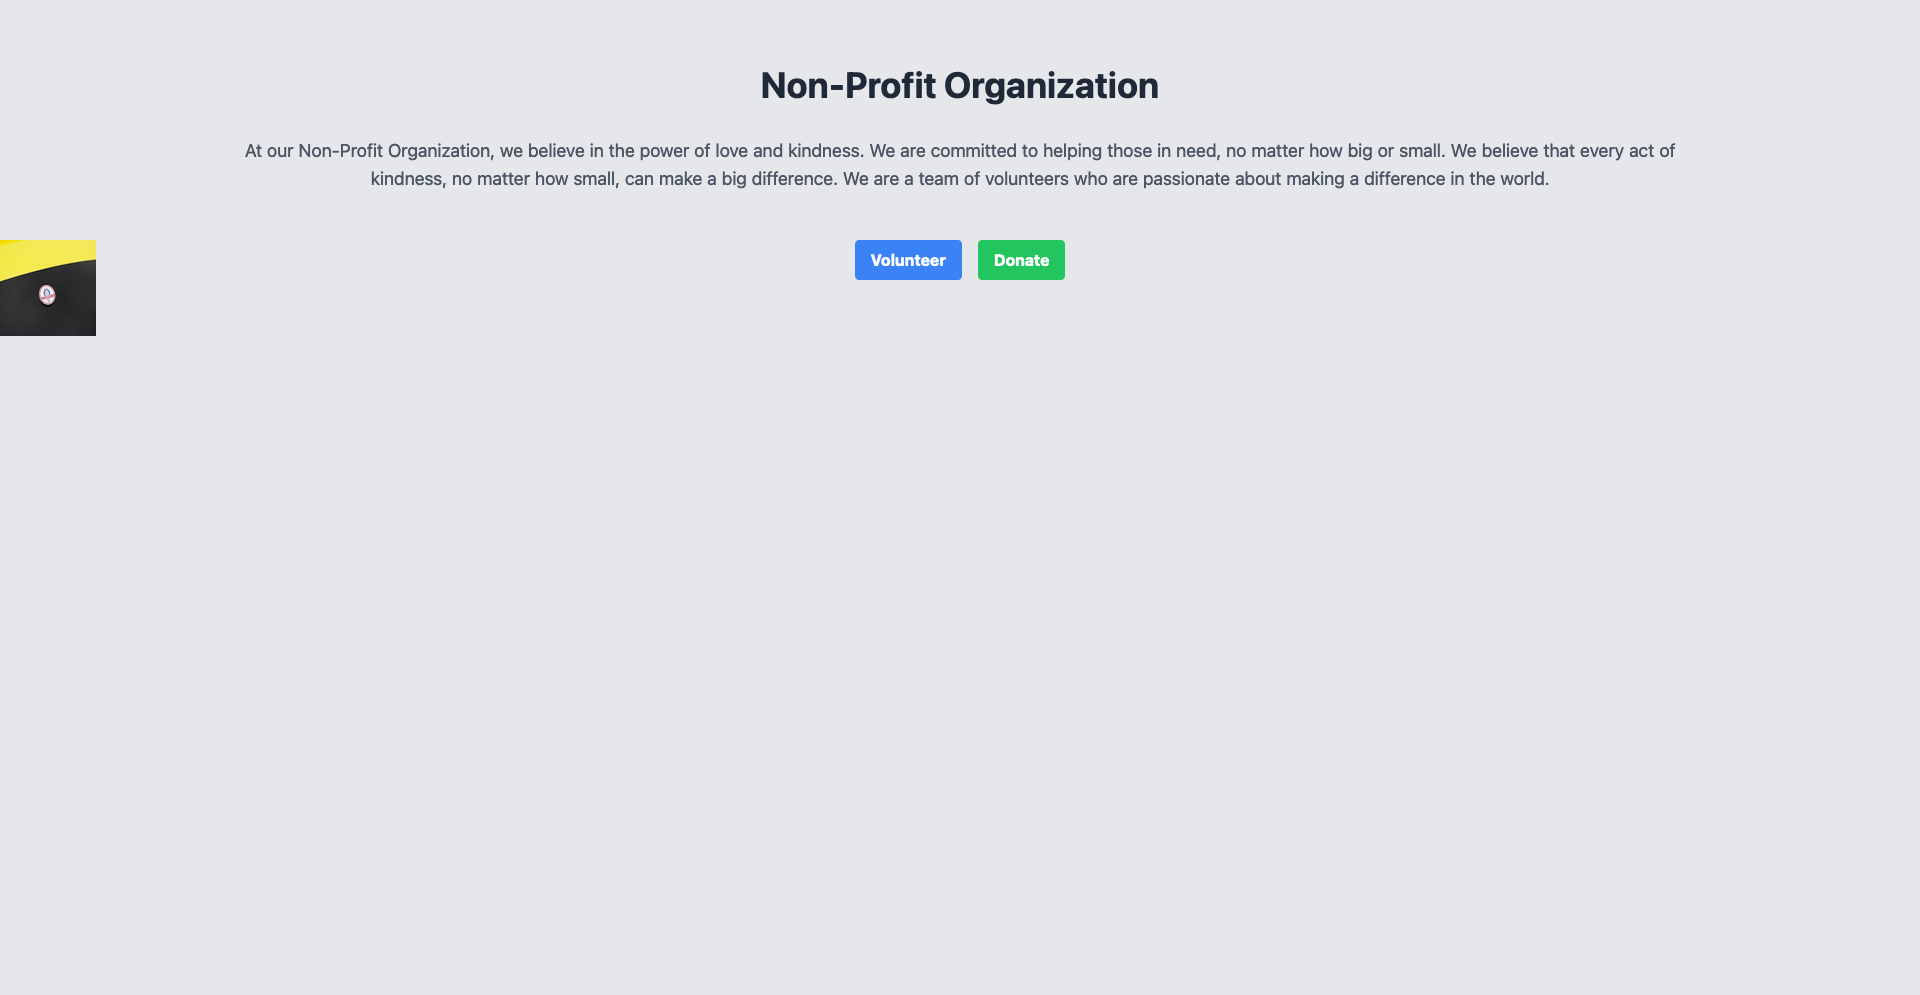 Non-Profit Organization
At our Non-Profit Organization, we believe in the power of love and kindness. We are committed to helping those in need, no matter how big or small. We believe that every act of
kindness, no matter how small, can make a big difference. We are a team of volunteers who are passionate about making a difference in the world.
Volunteer
Donate